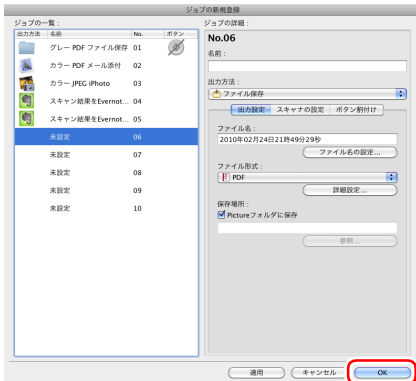 ジョブの新規登録
ジョブの一覧：
出力方法 名前 No. ボタン
グレー PDF ファイル保存 01
カラー PDF メール添付 02
カラー JPEG iPhoto 03
スキャン結果をEvernot... 04
スキャン結果をEvernot... 05
未設定 06
未設定 07
未設定 08
未設定 09
未設定 10
ジョブの詳細：
No.06
名前：
出力方法：
ファイル保存
出力設定 スキャナの設定 ボタン割付け
ファイル名：
2010年02月24日21時49分29秒
ファイル名の設定...
ファイル形式：
PDF
詳細設定...
保存場所：
Pictureフォルダに保存
参照...
適用 キャンセル OK